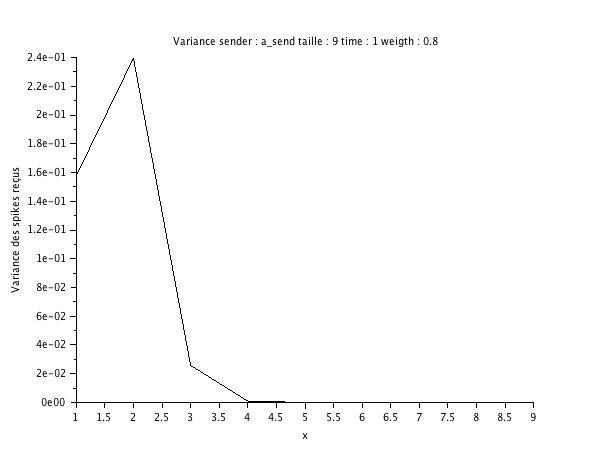 Variance sender : a_send taille : 9 time : 1 weigth : 0.8
2.4e-01
2.2e-01
2e-01
1.8e-01
1.6e-01
1.4e-01
1.2e-01
1e-01
8e-02
6e-02
4e-02
2e-02
0e00
Variance des spikes reçus
1 1.5 2 2.5 3 3.5 4 4.5 5 5.5 6 6.5 7 7.5 8 8.5 9
x